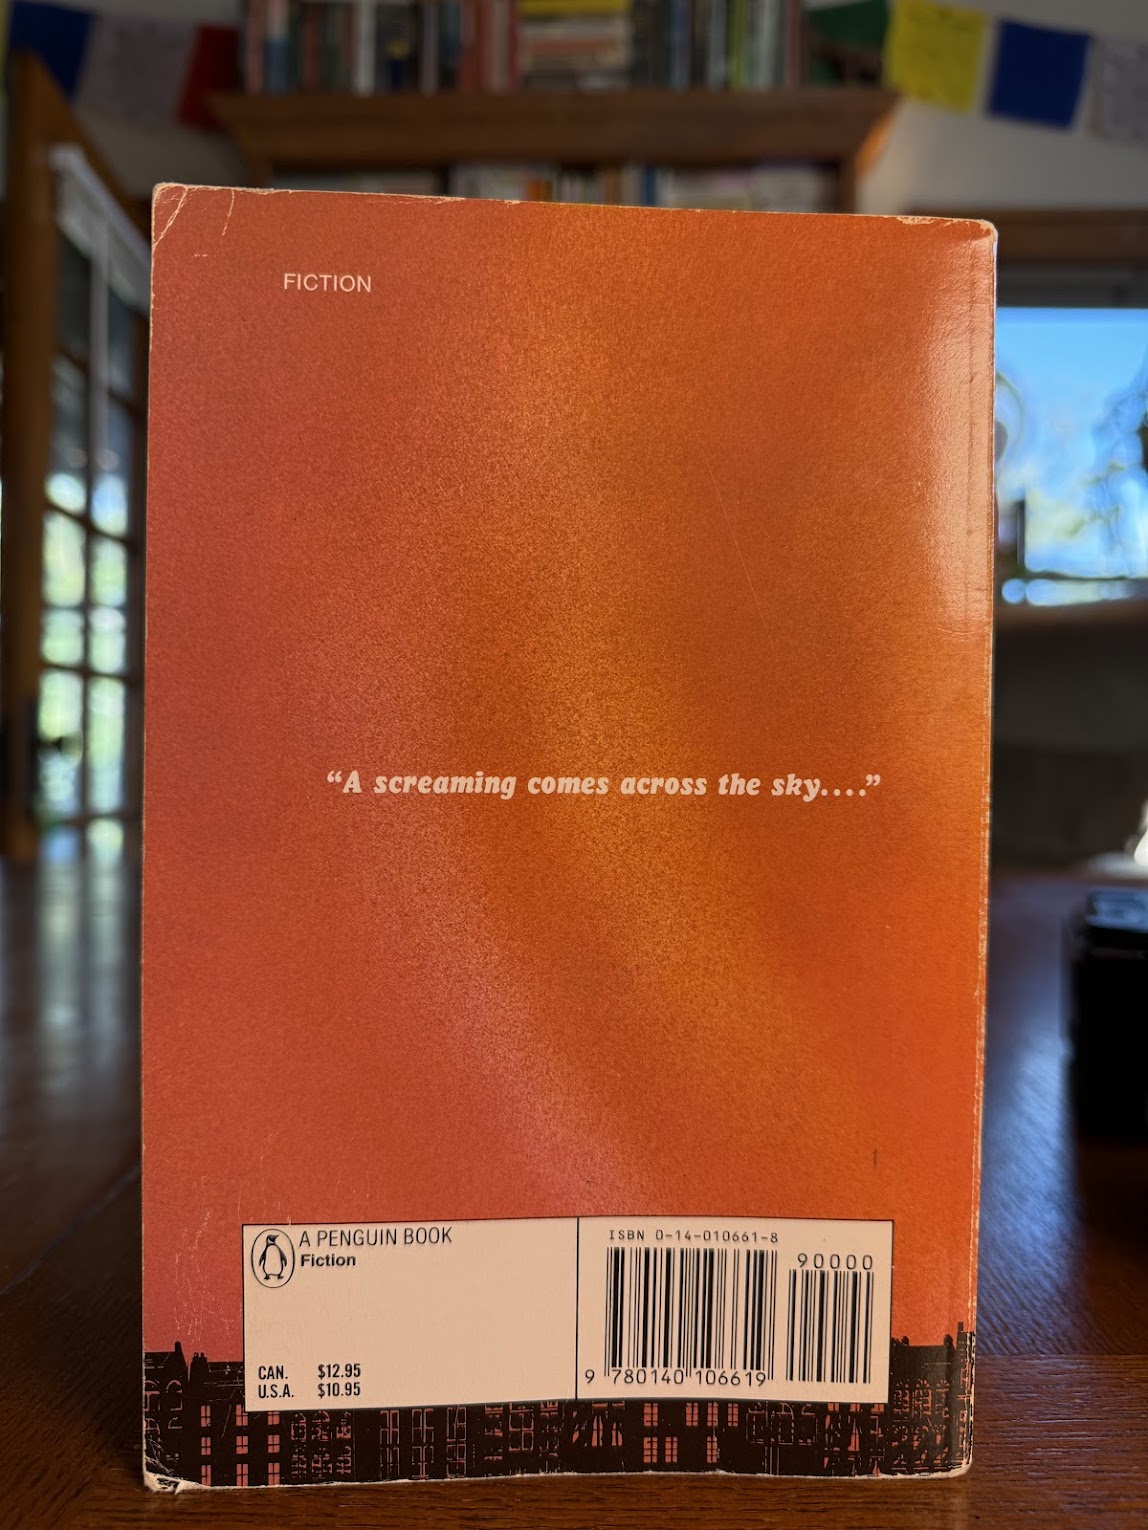 FICTION
“A screaming comes across the sky....”
A PENGUIN BOOK
Fiction
CAN. $12.95
U.S.A. $10.95
ISBN 0-14-010661-8
90000
9 780140 106619